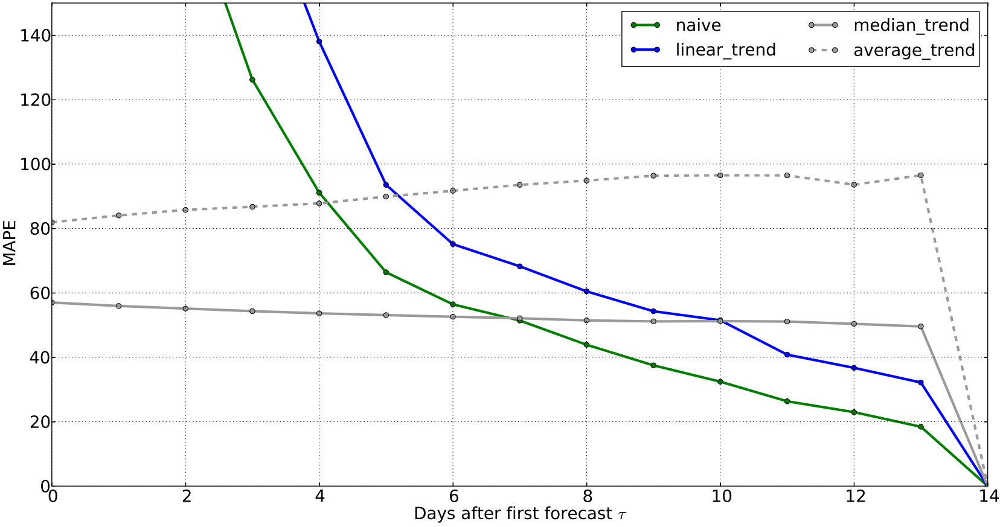 140
120
100
80
60
40
20
0
MAPE
naive
linear_trend
median_trend
average_trend
0 2 4 6 8 10 12 14
Days after first forecast τ